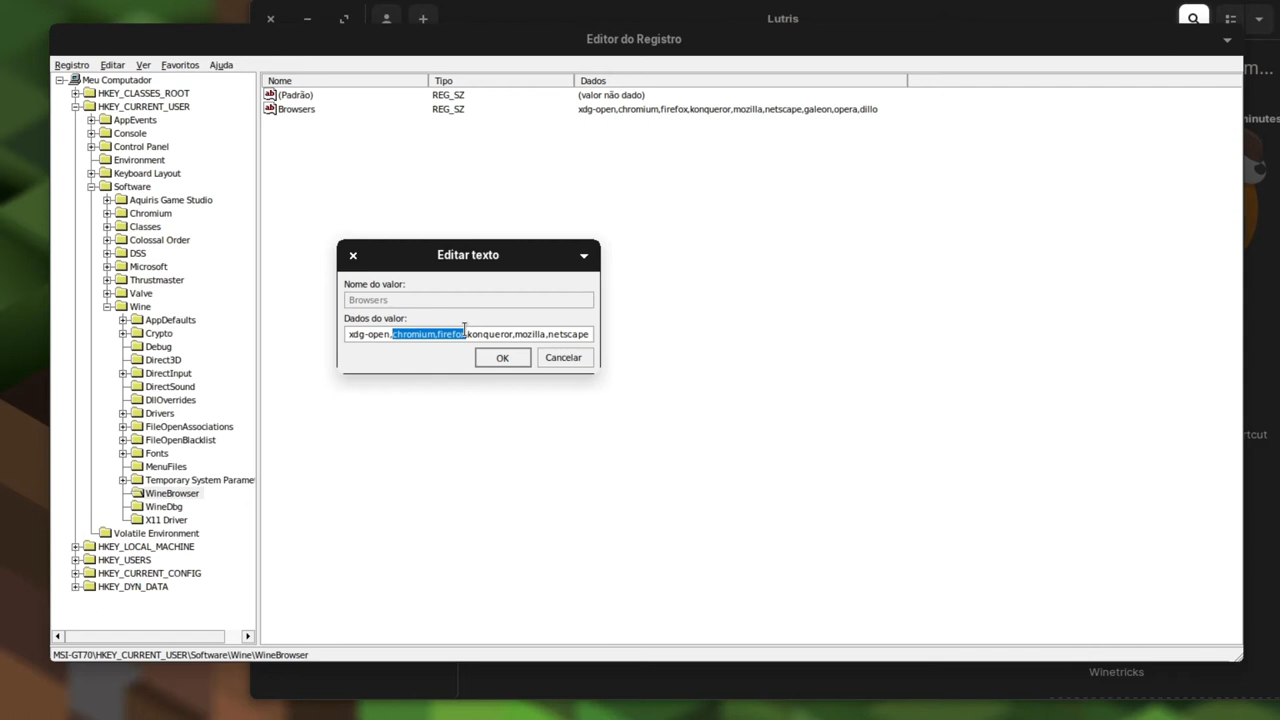 Lutris
Editor do Registro
Registro Editar Ver Favoritos Ajuda
Meu Computador
HKEY_CLASSES_ROOT
HKEY_CURRENT_USER
AppEvents
Console
Control Panel
Environment
Keyboard Layout
Software
Aquiris Game Studio
Chromium
Classes
Colossal Order
DSS
Microsoft
Thrustmaster
Valve
Wine
AppDefaults
Crypto
Debug
Direct3D
DirectInput
DirectSound
DllOverrides
Drivers
FileOpenAssociations
FileOpenBlacklist
Fonts
MenuFiles
Temporary System Parame
WineBrowser
WineDbg
X11 Driver
Volatile Environment
HKEY_LOCAL_MACHINE
HKEY_USERS
HKEY_CURRENT_CONFIG
HKEY_DYN_DATA
Nome Tipo Dados
ab (Padrão) REG_SZ (valor não dado)
ab Browsers REG_SZ xdg-open,chromium,firefox,konqueror,mozilla,netscape,galeon,opera,dillo
Editar texto
Nome do valor:
Browsers
Dados do valor:
xdg-open,chromium,firefox,konqueror,mozilla,netscape
OK Cancelar
MSI-GT70\HKEY_CURRENT_USER\Software\Wine\WineBrowser
m...
minutes
rtcut
Winetricks